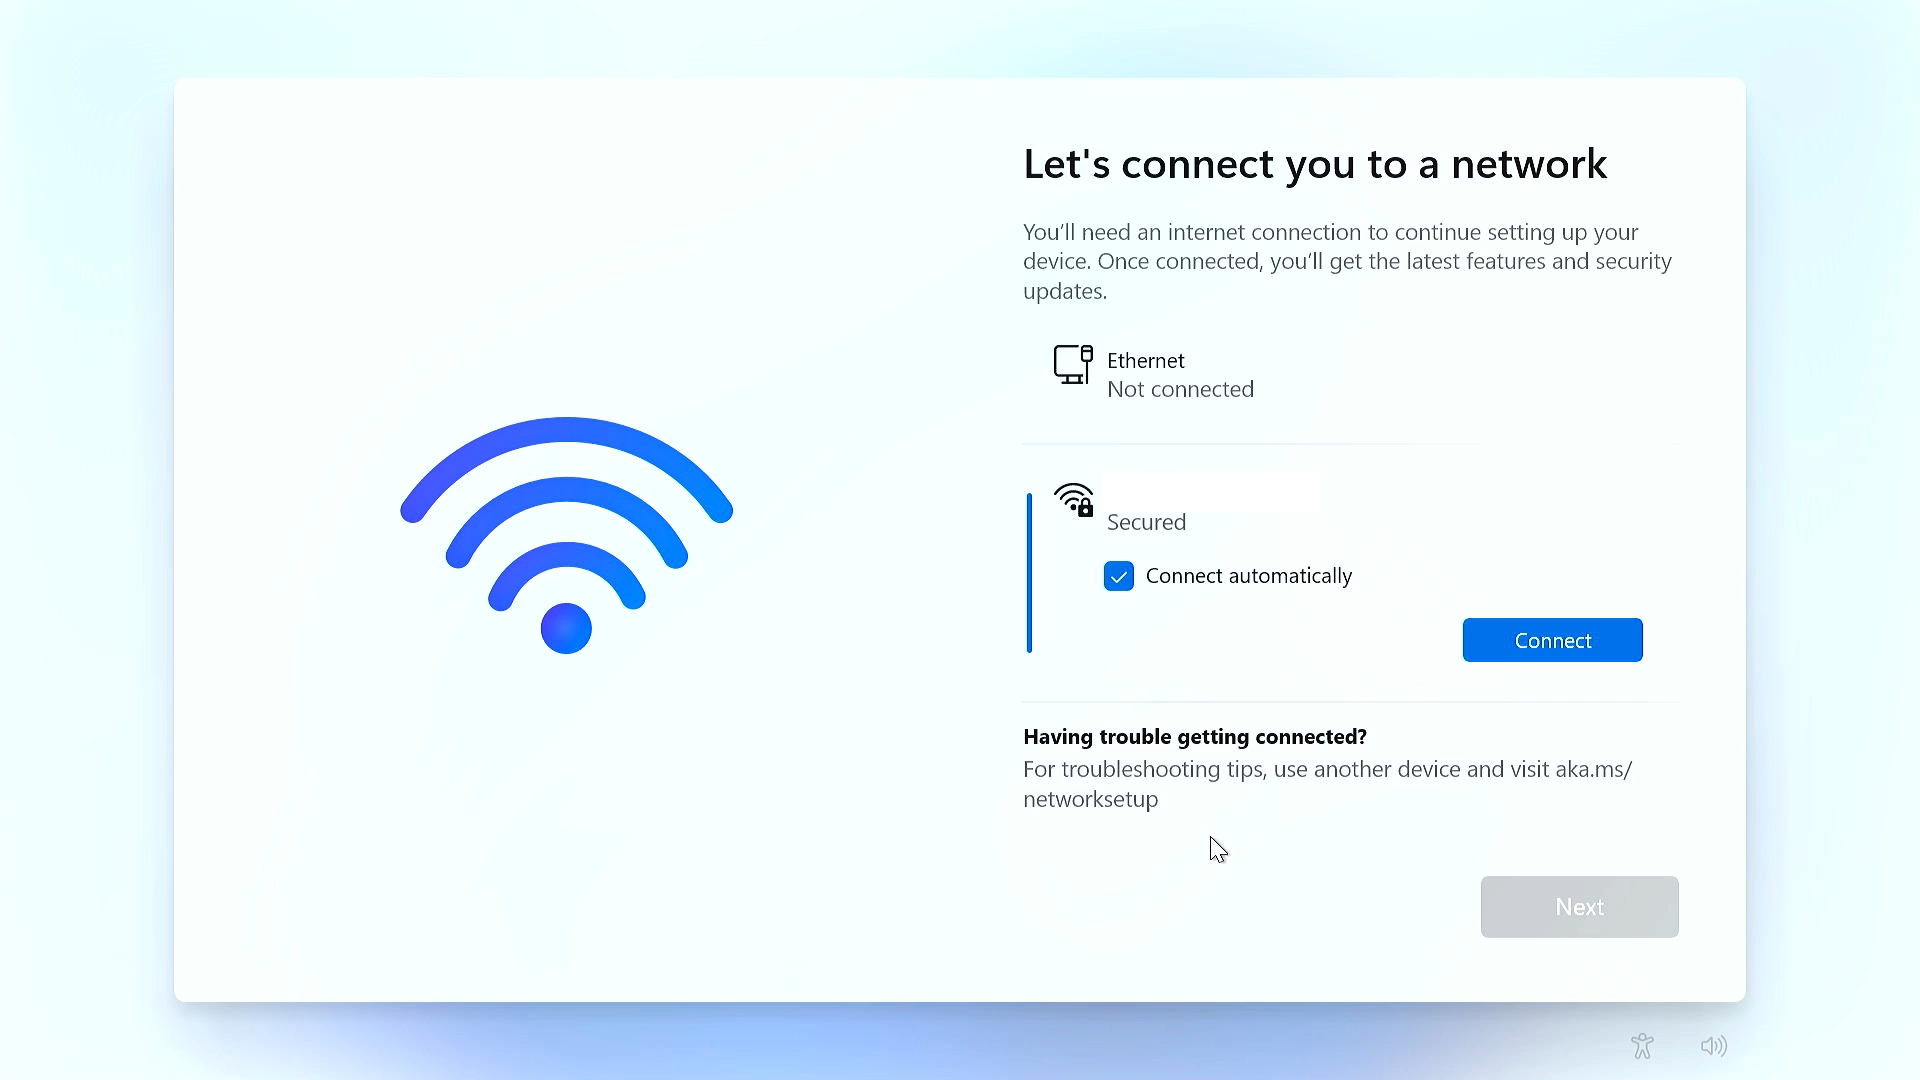 Let's connect you to a network
You’ll need an internet connection to continue setting up your
device. Once connected, you’ll get the latest features and security
updates.
Ethernet
Not connected
Secured
Connect automatically
Connect
Having trouble getting connected?
For troubleshooting tips, use another device and visit aka.ms/
networksetup
Next